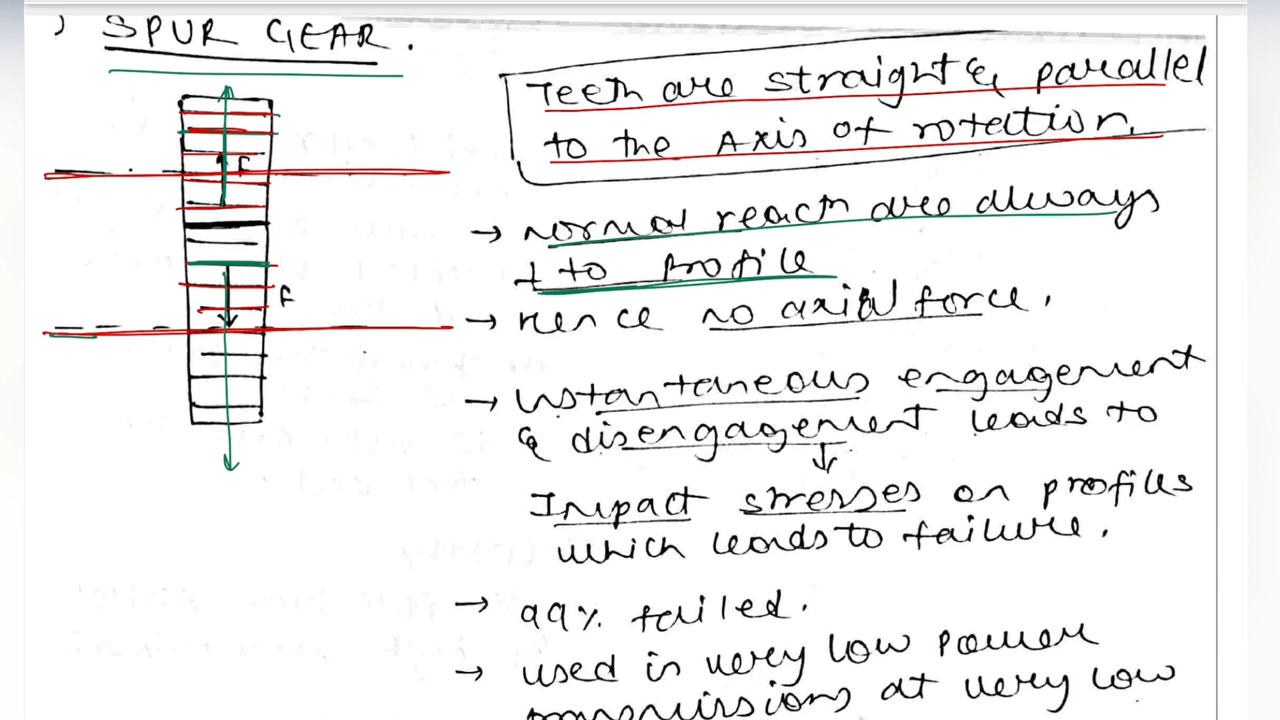 ) SPUR GEAR.
Teeth are straight & parallel
to the Axis of rotation.
F
→ normal reactn are always
⊥ to Profile
F
→ Hence no axial force.
→ Instantaneous engagement
& disengagement leads to
↓
Impact stresses on profiles
which leads to failure.
→ 99% failed.
→ used in very low power
transmissions at very low